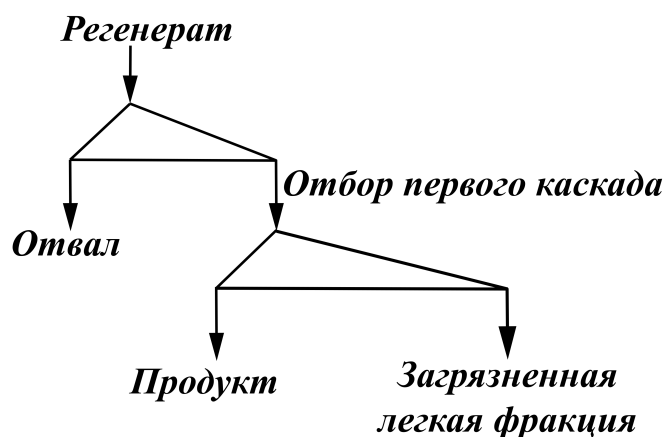 Регенерат
Отбор первого каскада
Отвал
Продукт
Загрязненная
легкая фракция